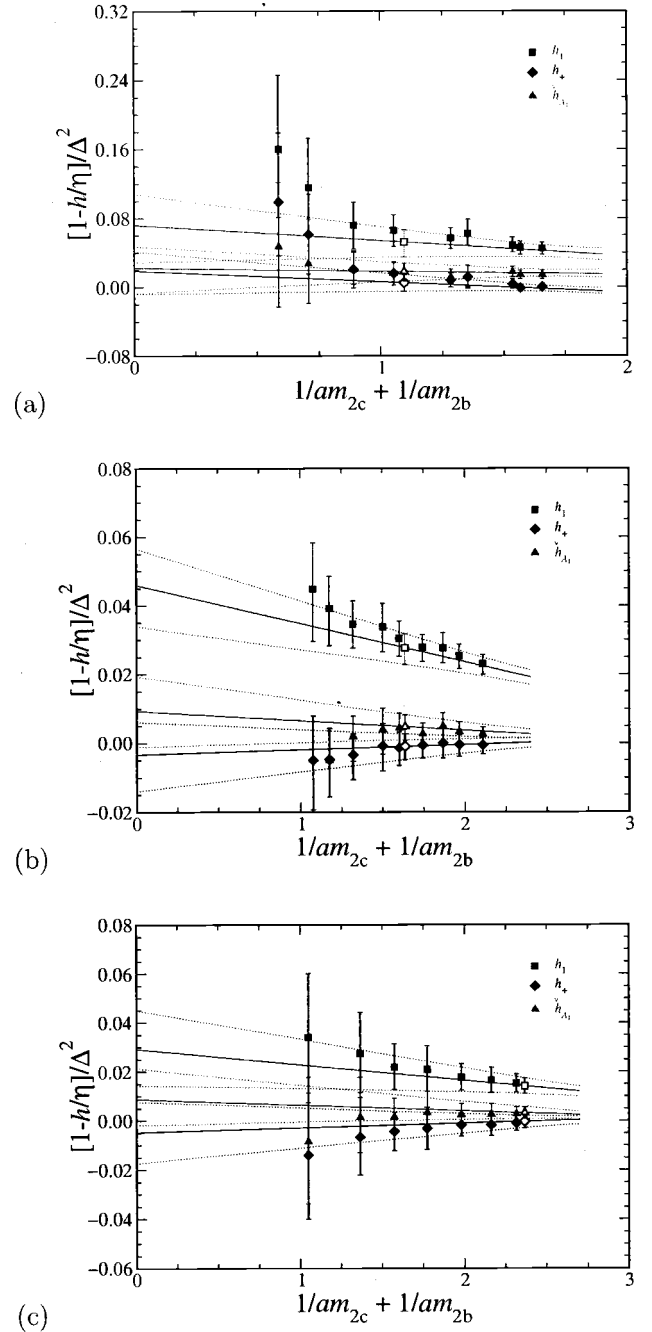 0.32
0.24
0.16
0.08
0.00
−0.08
[1-h/η]/Δ²
h₁
h₊
ȟ_A₁
0
1
2
1/am₂c + 1/am₂b
(a)
0.08
0.06
0.04
0.02
0.00
−0.02
[1-h/η]/Δ²
h₁
h₊
ȟ_A₁
0
1
2
3
1/am₂c + 1/am₂b
(b)
0.08
0.06
0.04
0.02
0.00
−0.02
−0.04
−0.06
[1-h/η]/Δ²
h₁
h₊
ȟ_A₁
0
1
2
3
1/am₂c + 1/am₂b
(c)